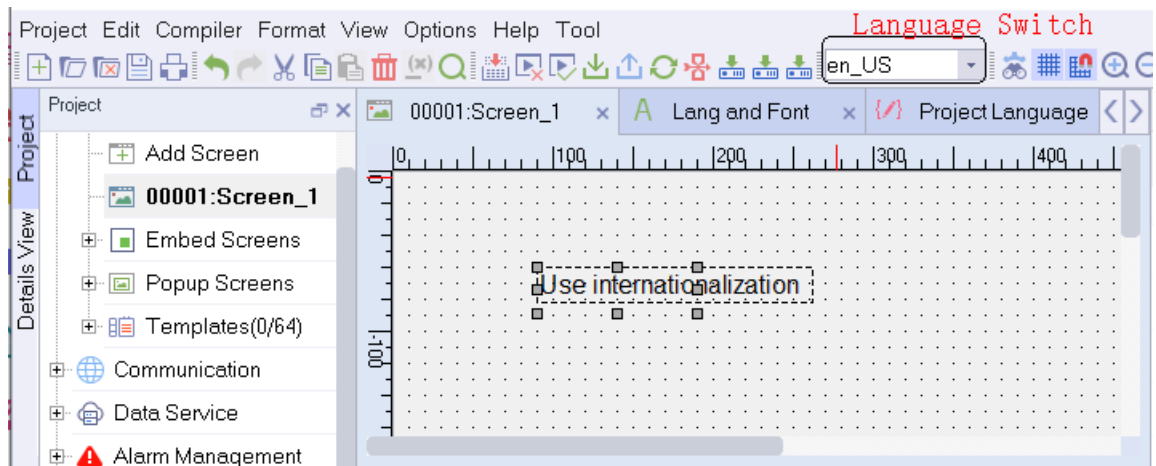 Language Switch
Project Edit Compiler Format View Options Help Tool
en_US
Project
00001:Screen_1
Lang and Font
Project Language
Project
Details View
Add Screen
00001:Screen_1
Embed Screens
Popup Screens
Templates(0/64)
Communication
Data Service
Alarm Management
0 100 200 300 400
0
100
Use internationalization